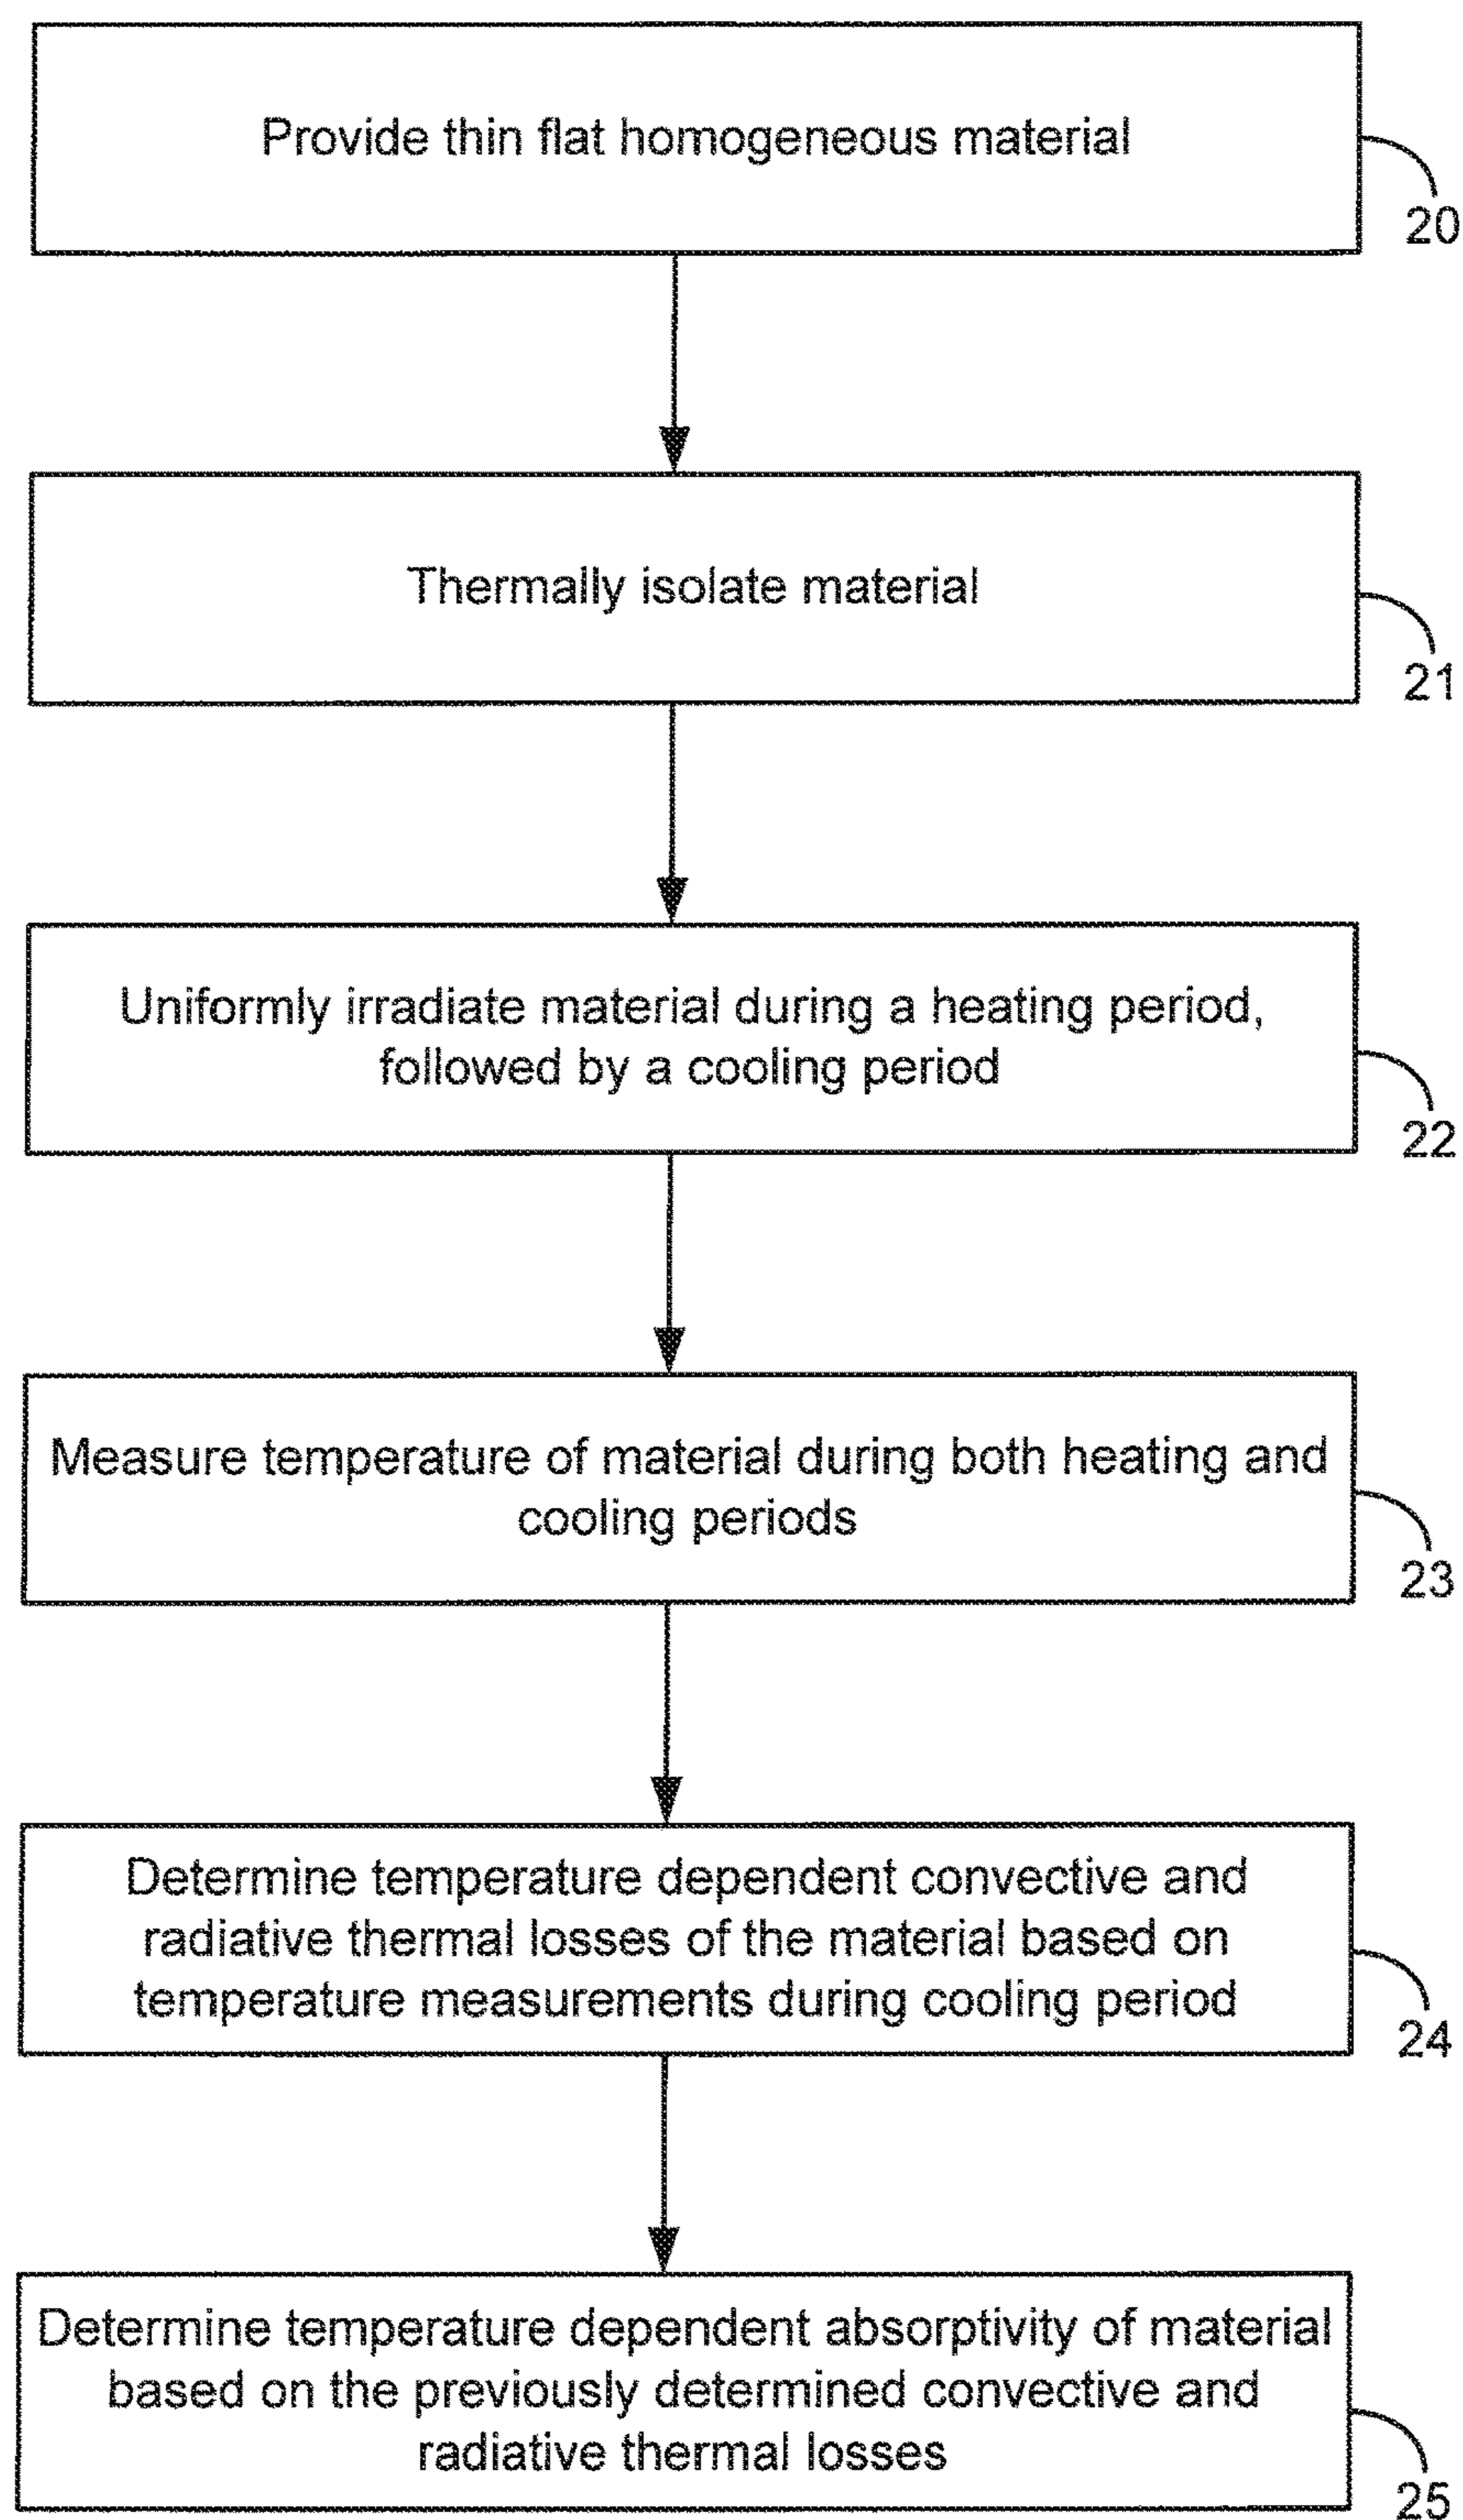 Provide thin flat homogeneous material
20
Thermally isolate material
21
Uniformly irradiate material during a heating period,
followed by a cooling period
22
Measure temperature of material during both heating and
cooling periods
23
Determine temperature dependent convective and
radiative thermal losses of the material based on
temperature measurements during cooling period
24
Determine temperature dependent absorptivity of material
based on the previously determined convective and
radiative thermal losses
25